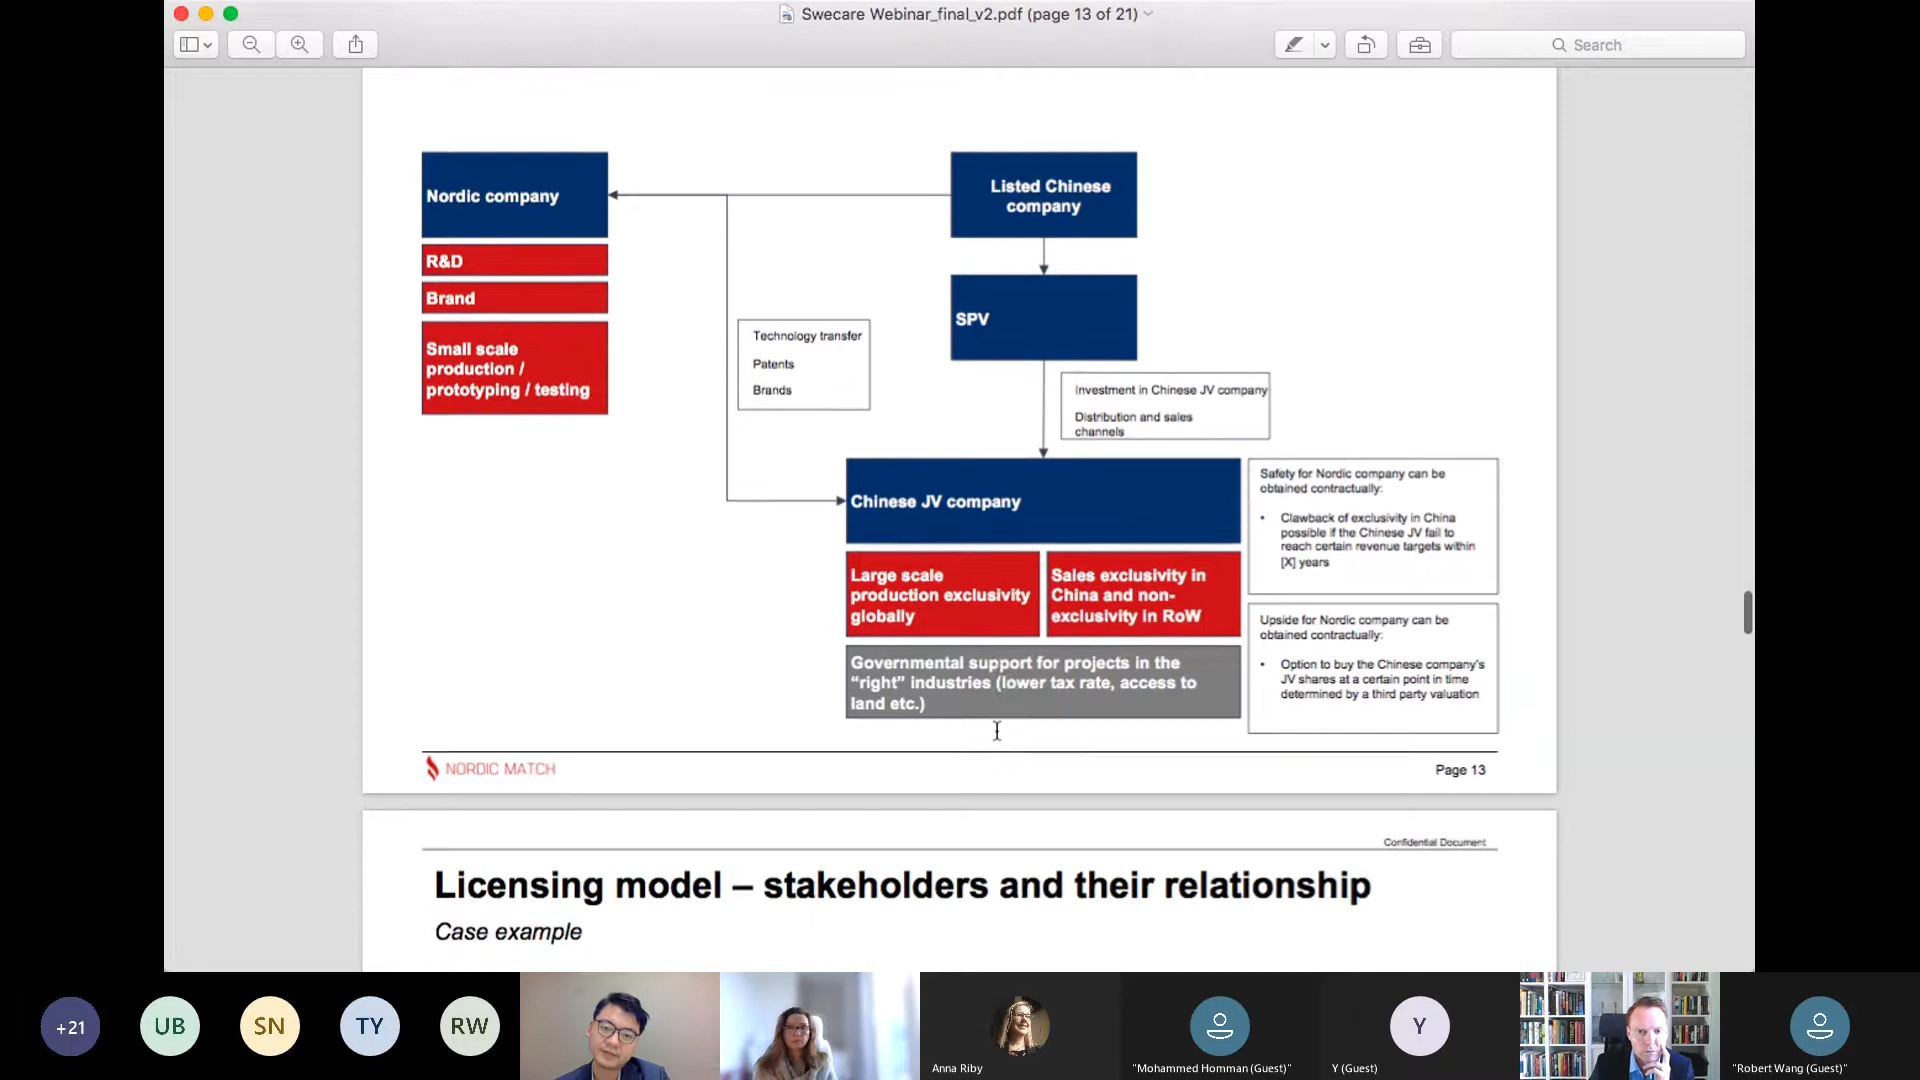 Swecare Webinar_final_v2.pdf (page 13 of 21)
Search
Nordic company
R&D
Brand
Small scale
production /
prototyping / testing
Listed Chinese
company
SPV
Technology transfer
Patents
Brands
Investment in Chinese JV company
Distribution and sales
channels
Chinese JV company
Large scale
production exclusivity
globally
Sales exclusivity in
China and non-
exclusivity in RoW
Governmental support for projects in the
“right” industries (lower tax rate, access to
land etc.)
Safety for Nordic company can be
obtained contractually:
• Clawback of exclusivity in China
possible if the Chinese JV fail to
reach certain revenue targets within
[X] years
Upside for Nordic company can be
obtained contractually:
• Option to buy the Chinese company's
JV shares at a certain point in time
determined by a third party valuation
NORDIC MATCH
Page 13
Confidential Document
Licensing model – stakeholders and their relationship
Case example
+21
UB
SN
TY
RW
Y
Anna Riby
"Mohammed Homman (Guest)"
Y (Guest)
"Robert Wang (Guest)"